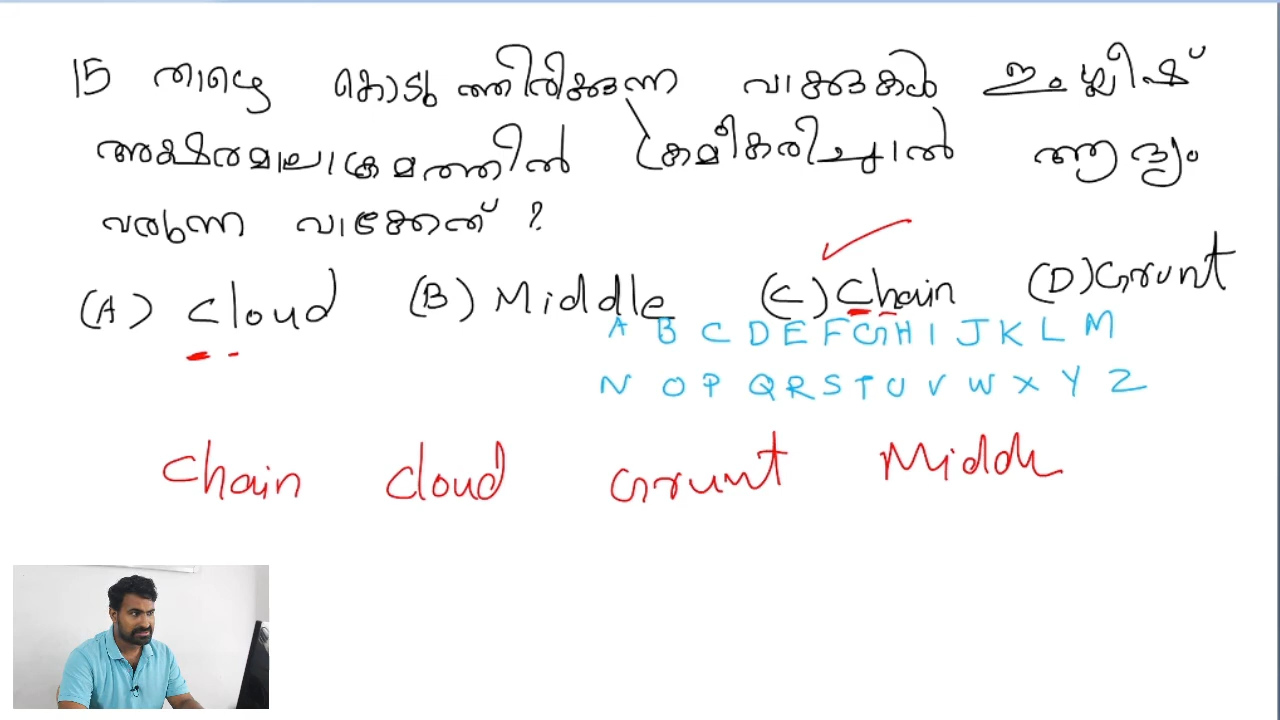 15 താഴെ കൊടുത്തിരിക്കുന്ന വാക്കുകൾ ഇംഗ്ലീഷ്
അക്ഷരമാലാക്രമത്തിൽ ക്രമീകരിച്ചാൽ ആദ്യം
വരുന്ന വാക്കേത് ?
(A) Cloud (B) Middle (C) Chain (D) Grunt
A B C D E F G H I J K L M
N O P Q R S T U V W X Y Z
Chain cloud Grunt Middle